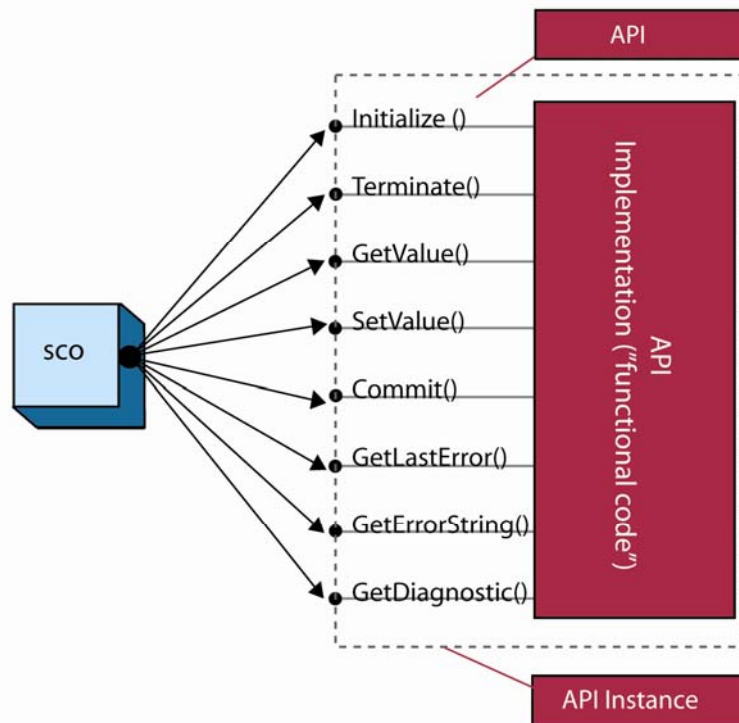 API
Initialize ()
Terminate()
GetValue()
SetValue()
Commit()
GetLastError()
GetErrorString()
GetDiagnostic()
SCO
API
Implementation ("functional code")
API Instance